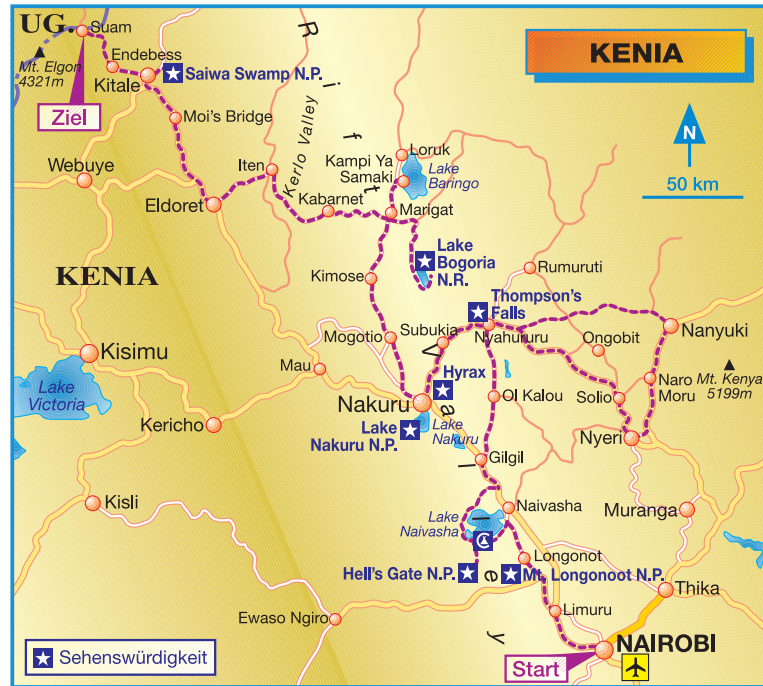 UG.
Suam
Mt. Elgon
4321m
Endebess
Kitale
Saiwa Swamp N.P.
Ziel
KENIA
Moi's Bridge
N
50 km
Webuye
Iten
Kerlo Valley
Rift Valley
Loruk
Kampi Ya
Samaki
Lake
Baringo
Eldoret
Kabarnet
Marigat
KENIA
Lake
Bogoria
N.R.
Kimose
Rumuruti
Thompson's
Falls
Nyahururu
Nanyuki
Subukia
Mogotio
Ongobit
Kisimu
Mau
Lake
Victoria
Hyrax
Naro
Moru
Mt. Kenya
5199m
Nakuru
Ol Kalou
Solio
Kericho
Lake
Nakuru N.P.
Lake
Nakuru
Nyeri
Gilgil
Kisli
Lake
Naivasha
Naivasha
Muranga
Longonot
Hell's Gate N.P.
Mt. Longonoot N.P.
Thika
Ewaso Ngiro
Limuru
NAIROBI
Start
Sehenswürdigkeit